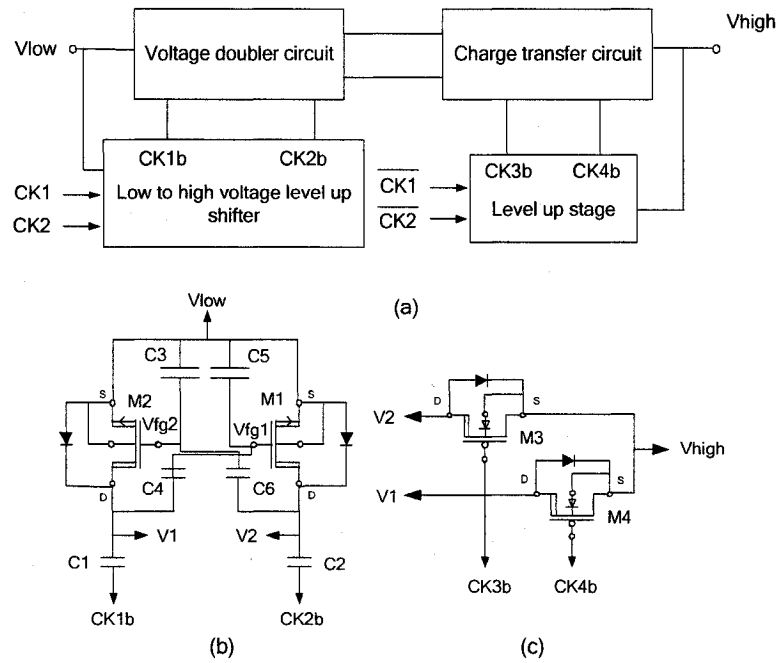 Vlow
Voltage doubler circuit
Charge transfer circuit
Vhigh
CK1b CK2b
CK1
CK2
Low to high voltage level up
shifter
CK3b CK4b
CK1
CK2
Level up stage
(a)
Vlow
C3 C5
S M2 M1 S
Vfg2 Vfg1
D C4 C6 D
V1 V2
C1 C2
CK1b CK2b
(b)
D S
V2
M3
Vhigh
D S
V1
M4
CK3b CK4b
(c)